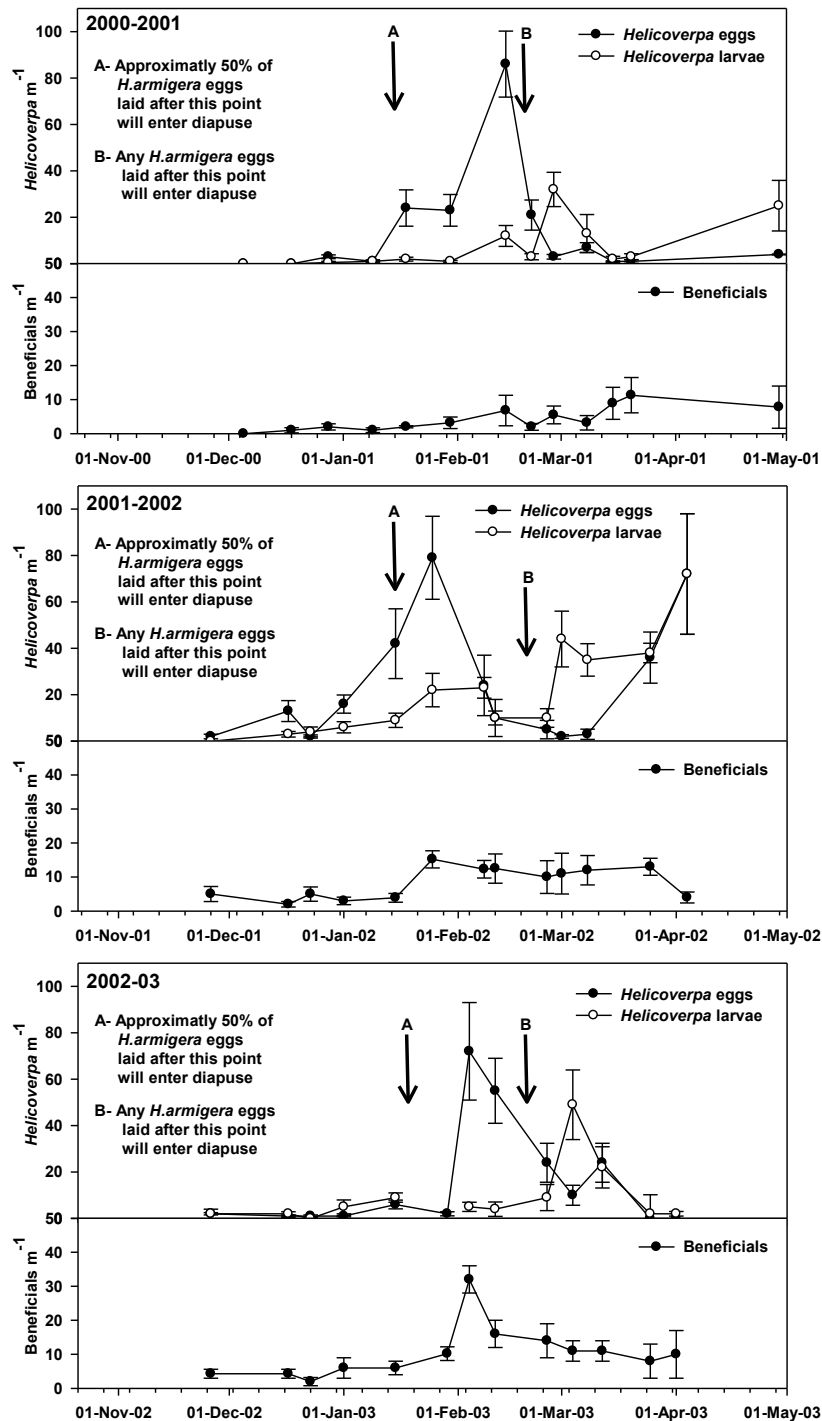 2000-2001
A
B
Helicoverpa eggs
Helicoverpa larvae
A- Approximatly 50% of
H.armigera eggs
laid after this point
will enter diapuse
B- Any H.armigera eggs
laid after this point
will enter diapuse
Helicoverpa m-1
100
80
60
40
20
0
Beneficials
Beneficials m-1
50
40
30
20
10
0
01-Nov-00 01-Dec-00 01-Jan-01 01-Feb-01 01-Mar-01 01-Apr-01 01-May-01
2001-2002
A
B
Helicoverpa eggs
Helicoverpa larvae
A- Approximatly 50% of
H.armigera eggs
laid after this point
will enter diapuse
B- Any H.armigera eggs
laid after this point
will enter diapuse
Helicoverpa m-1
100
80
60
40
20
0
Beneficials
Beneficials m-1
50
40
30
20
10
0
01-Nov-01 01-Dec-01 01-Jan-02 01-Feb-02 01-Mar-02 01-Apr-02 01-May-02
2002-03
A
B
Helicoverpa eggs
Helicoverpa larvae
A- Approximatly 50% of
H.armigera eggs
laid after this point
will enter diapuse
B- Any H.armigera eggs
laid after this point
will enter diapuse
Helicoverpa m-1
100
80
60
40
20
0
Beneficials
Beneficials m-1
50
40
30
20
10
0
01-Nov-02 01-Dec-02 01-Jan-03 01-Feb-03 01-Mar-03 01-Apr-03 01-May-03